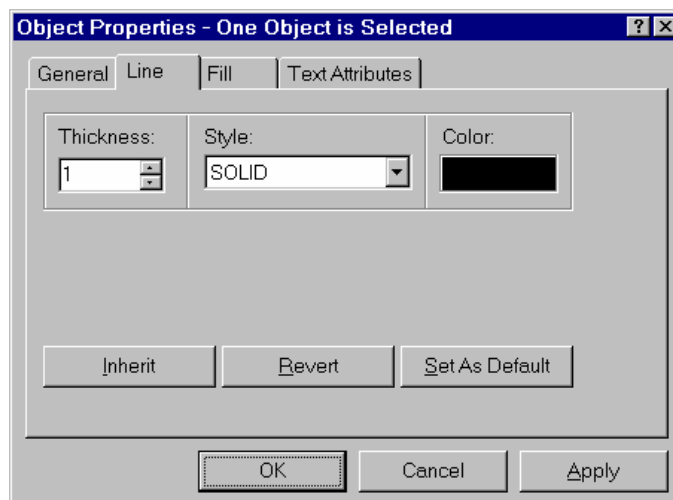 Object Properties - One Object is Selected
General Line Fill Text Attributes
Thickness: Style: Color:
1 SOLID
Inherit Revert Set As Default
OK Cancel Apply